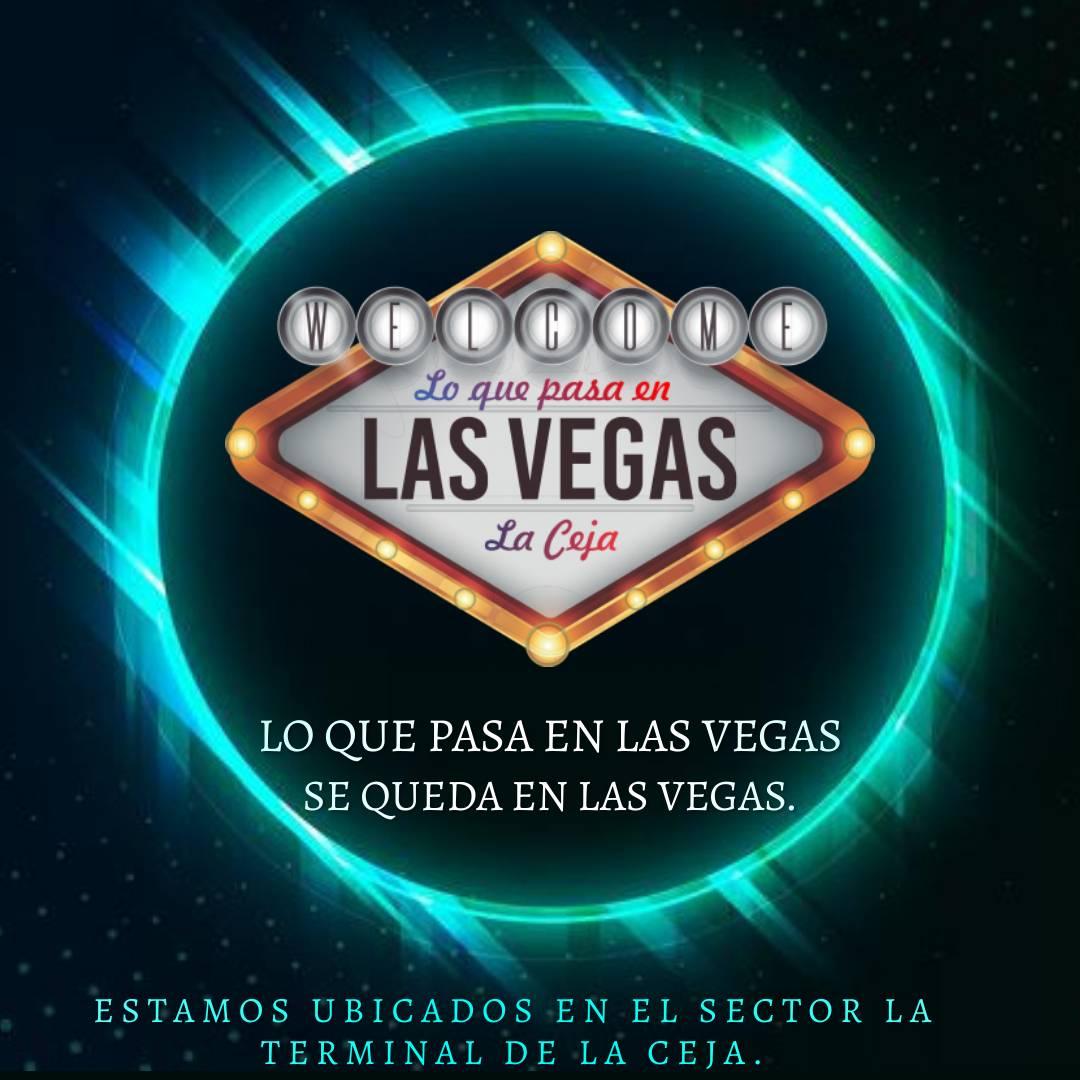 WELCOME
Lo que pasa en
LAS VEGAS
La Ceja
LO QUE PASA EN LAS VEGAS
SE QUEDA EN LAS VEGAS.
ESTAMOS UBICADOS EN EL SECTOR LA
TERMINAL DE LA CEJA.